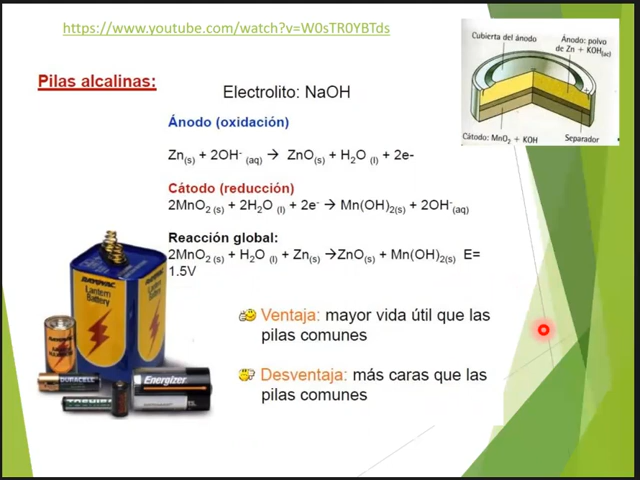 https://www.youtube.com/watch?v=W0sTR0YBTds
Pilas alcalinas:
Electrolito: NaOH
Cubierta del ánodo
Ánodo: polvo
de Zn + KOH(ac)
Cátodo: MnO2 + KOH
Separador
Ánodo (oxidación)
Zn(s) + 2OH- (aq) → ZnO(s) + H2O (l) + 2e-
Cátodo (reducción)
2MnO2 (s) + 2H2O (l) + 2e- → Mn(OH)2(s) + 2OH-(aq)
Reacción global:
2MnO2 (s) + H2O (l) + Zn(s) →ZnO(s) + Mn(OH)2(s) E=
1.5V
Ventaja: mayor vida útil que las
pilas comunes
Desventaja: más caras que las
pilas comunes
RAYOVAC
Lantern
Battery
DURACELL
TOSHIBA
Energizer